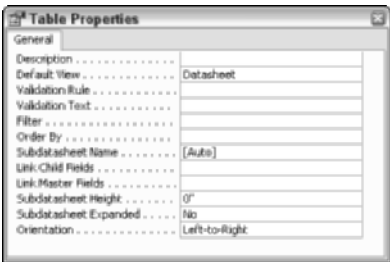 Table Properties
General
Description . . . . . . . . . . . . . .
Default View . . . . . . . . . . . . Datasheet
Validation Rule . . . . . . . . . . .
Validation Text . . . . . . . . . . .
Filter . . . . . . . . . . . . . . . . . . .
Order By . . . . . . . . . . . . . . . .
Subdatasheet Name . . . . . . . . [Auto]
Link Child Fields . . . . . . . . . .
Link Master Fields . . . . . . . . .
Subdatasheet Height . . . . . . . 0"
Subdatasheet Expanded . . . . . No
Orientation . . . . . . . . . . . . . . Left-to-Right